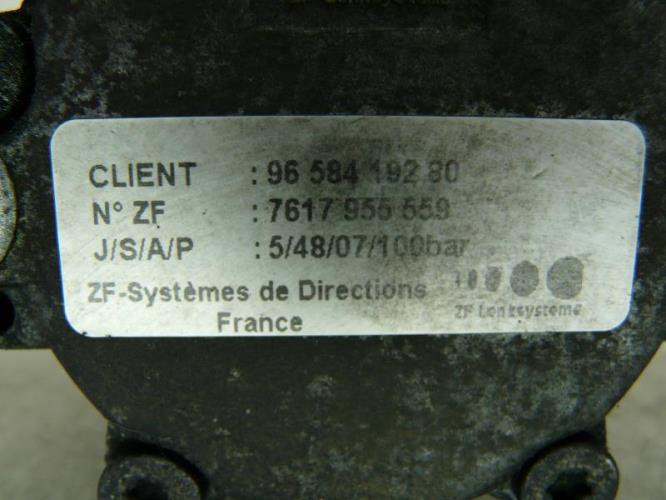 CLIENT : 96 584 192 80
N° ZF : 7617 955 559
J/S/A/P : 5/48/07/100bar
ZF-Systèmes de Directions
France
ZF Lenksysteme